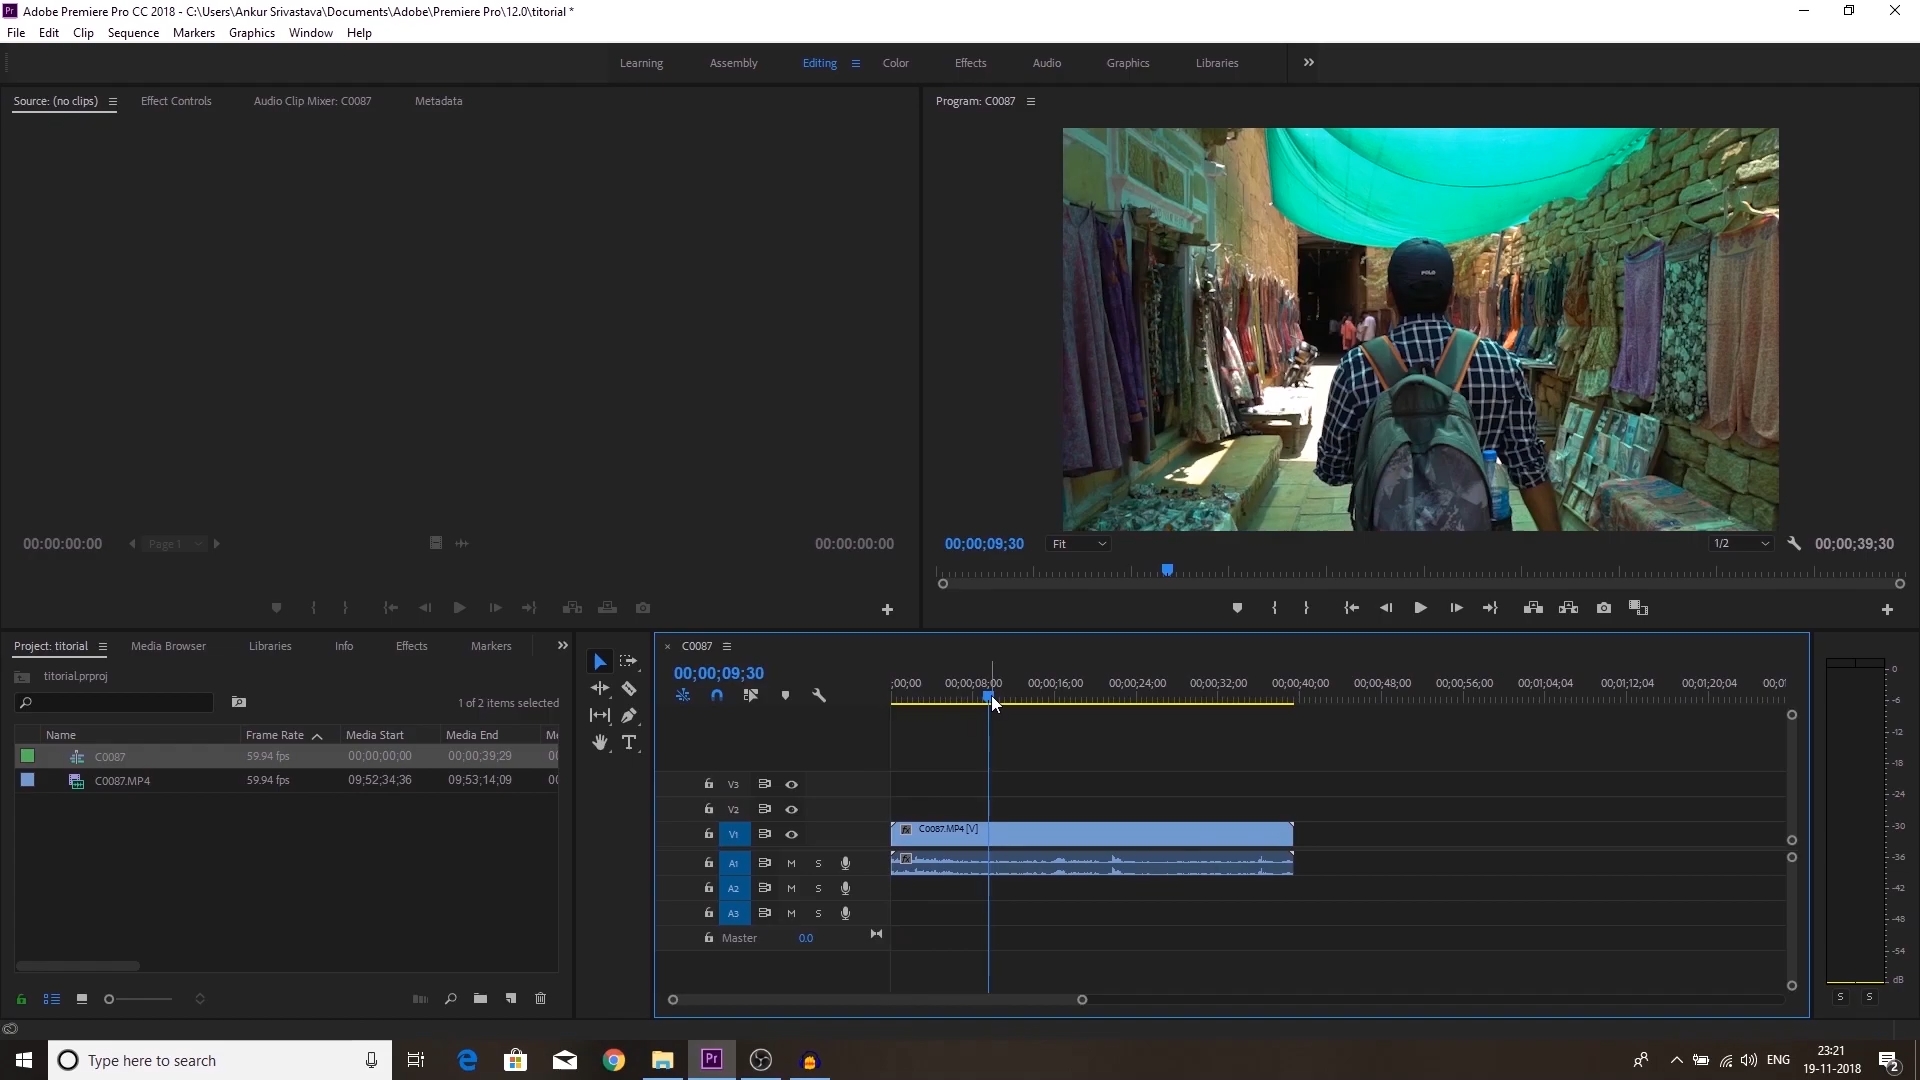 Adobe Premiere Pro CC 2018 - C:\Users\Ankur Srivastava\Documents\Adobe\Premiere Pro\12.0\titorial *
File Edit Clip Sequence Markers Graphics Window Help
Learning Assembly Editing Color Effects Audio Graphics Libraries
Source: (no clips) Effect Controls Audio Clip Mixer: C0087 Metadata
Program: C0087
POLO
00:00:00:00 Page 1 00:00:00:00
00;00;09;30 Fit 1/2 00;00;39;30
Project: titorial Media Browser Libraries Info Effects Markers
titorial.prproj
1 of 2 items selected
Name Frame Rate Media Start Media End
C0087 59.94 fps 00;00;00;00 00;00;39;29
C0087.MP4 59.94 fps 09;52;34;36 09;53;14;09
C0087
00;00;09;30
;00;00 00;00;08;00 00;00;16;00 00;00;24;00 00;00;32;00 00;00;40;00 00;00;48;00 00;00;56;00 00;01;04;04 00;01;12;04 00;01;20;04
V3
V2
V1 fx C0087.MP4 [V]
A1 M S fx
A2 M S
A3 M S
Master 0.0
0
-6
-12
-18
-24
-30
-36
-42
-48
-54
dB
S S
Type here to search
Pr
ENG
23:21
19-11-2018
2